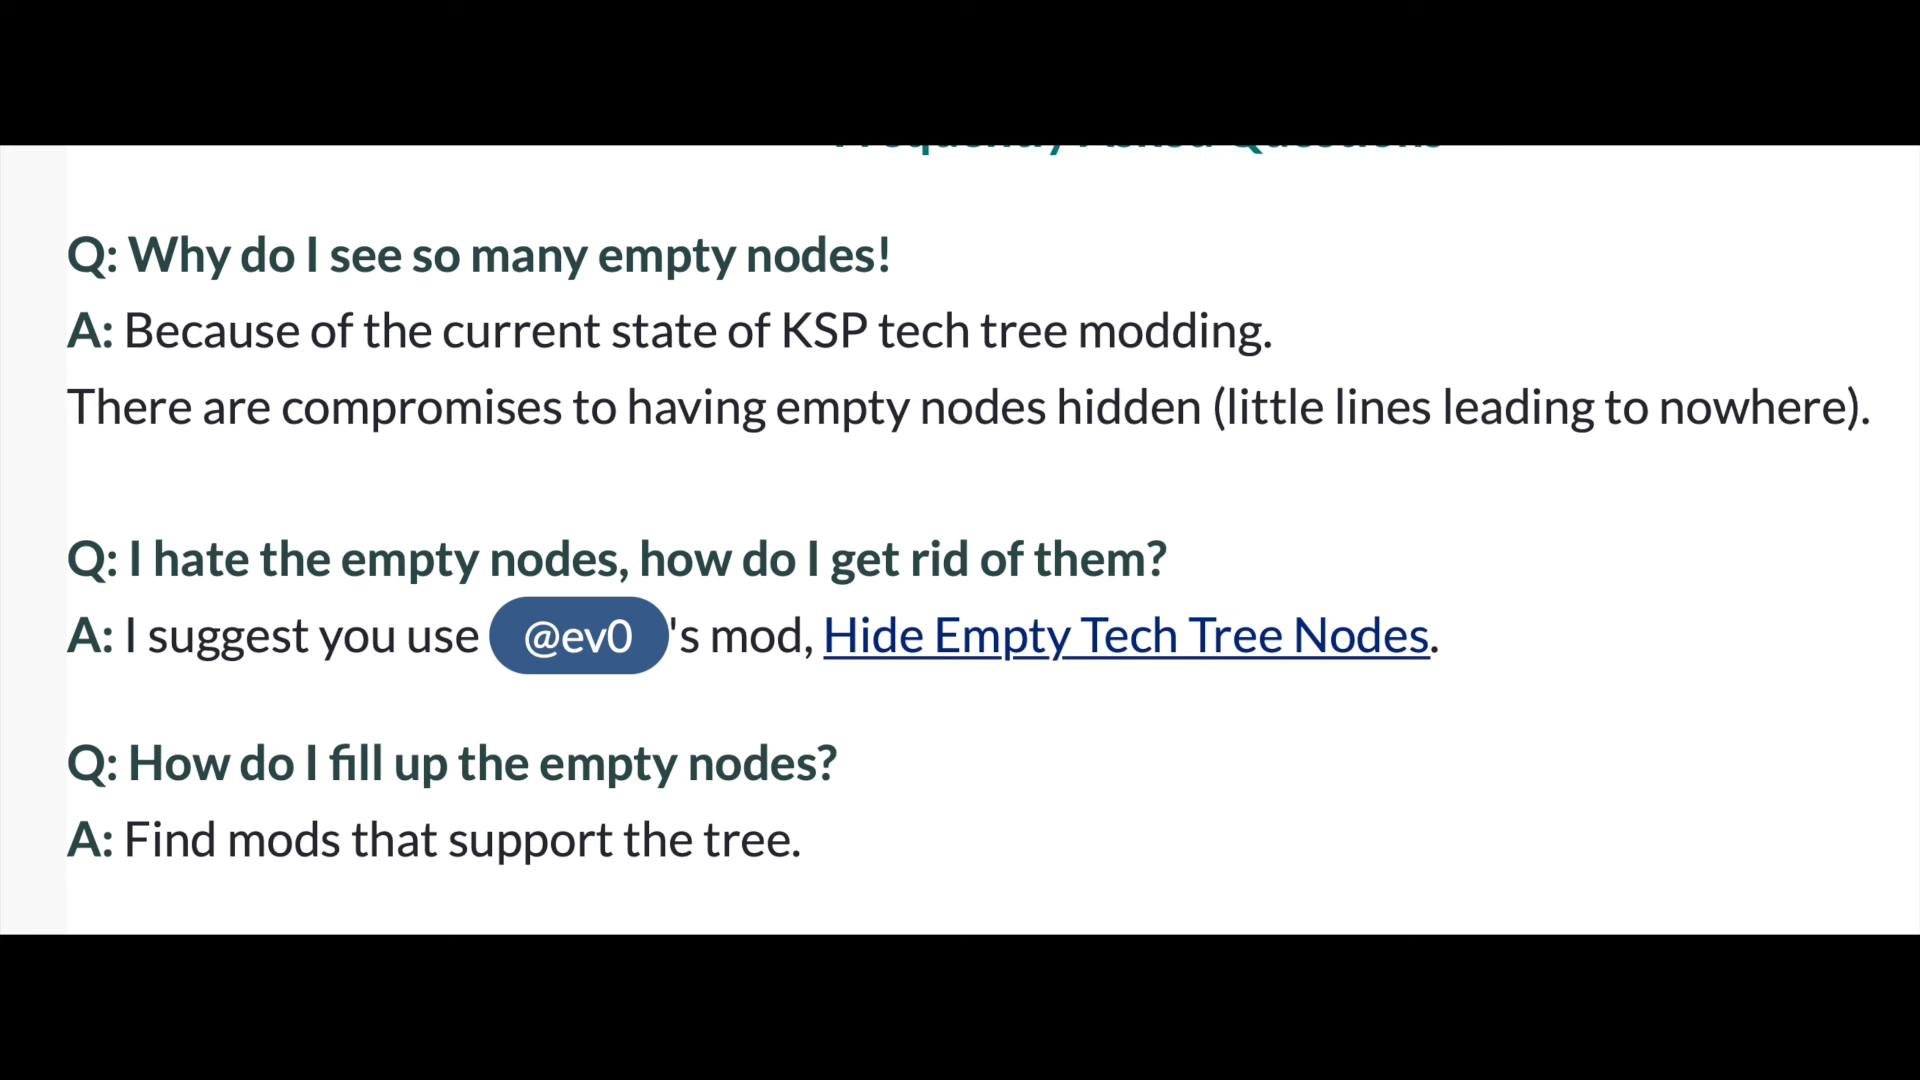 Frequently Asked Questions
Q: Why do I see so many empty nodes!
A: Because of the current state of KSP tech tree modding.
There are compromises to having empty nodes hidden (little lines leading to nowhere).
Q: I hate the empty nodes, how do I get rid of them?
A: I suggest you use @ev0 's mod, Hide Empty Tech Tree Nodes.
Q: How do I fill up the empty nodes?
A: Find mods that support the tree.